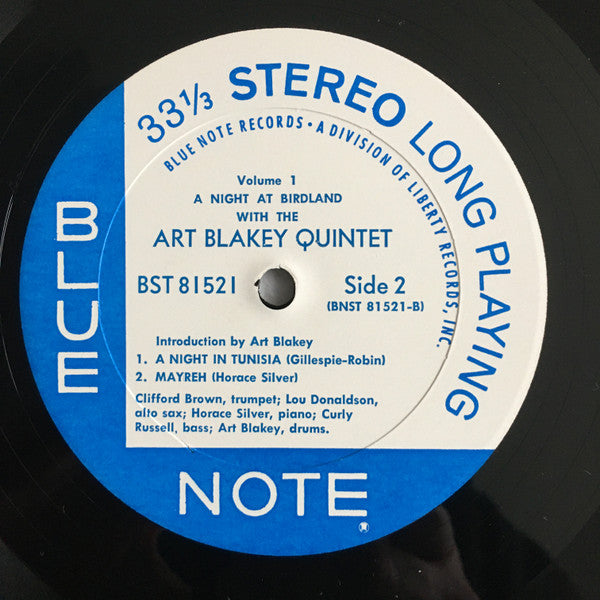 33⅓ STEREO LONG PLAYING
BLUE NOTE RECORDS • A DIVISION OF LIBERTY RECORDS, INC.
Volume 1
A NIGHT AT BIRDLAND
WITH THE
ART BLAKEY QUINTET
BST 81521
Side 2
(BNST 81521-B)
Introduction by Art Blakey
1. A NIGHT IN TUNISIA (Gillespie-Robin)
2. MAYREH (Horace Silver)
Clifford Brown, trumpet; Lou Donaldson,
alto sax; Horace Silver, piano; Curly
Russell, bass; Art Blakey, drums.
BLUE
NOTE